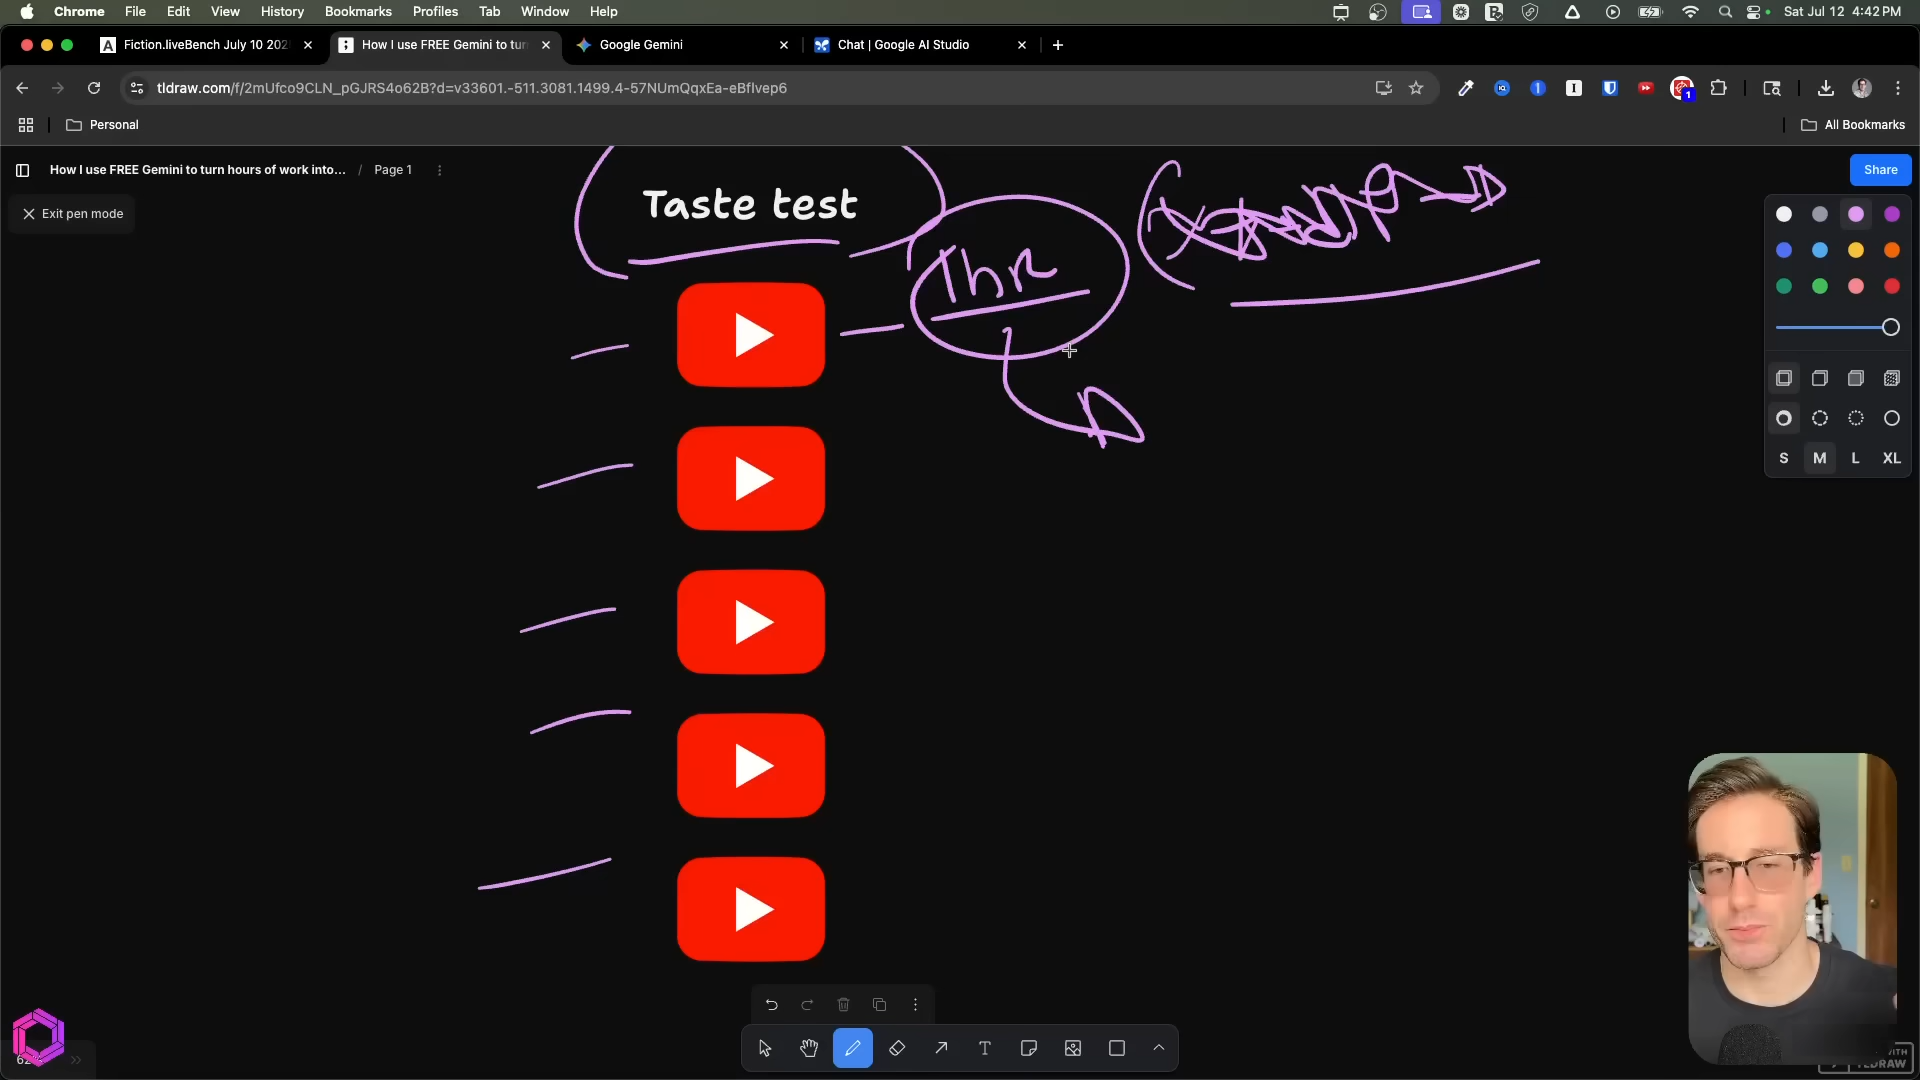 Chrome File Edit View History Bookmarks Profiles Tab Window Help Sat Jul 12 4:42 PM
Fiction.liveBench July 10 202 How I use FREE Gemini to turn Google Gemini Chat | Google AI Studio
tldraw.com/f/2mUfco9CLN_pGJRS4o62B?d=v33601.-511.3081.1499.4-57NUmQqxEa-eBfIvep6
1
Personal All Bookmarks
How I use FREE Gemini to turn hours of work into... / Page 1 Share
Exit pen mode
Taste test
S M L XL